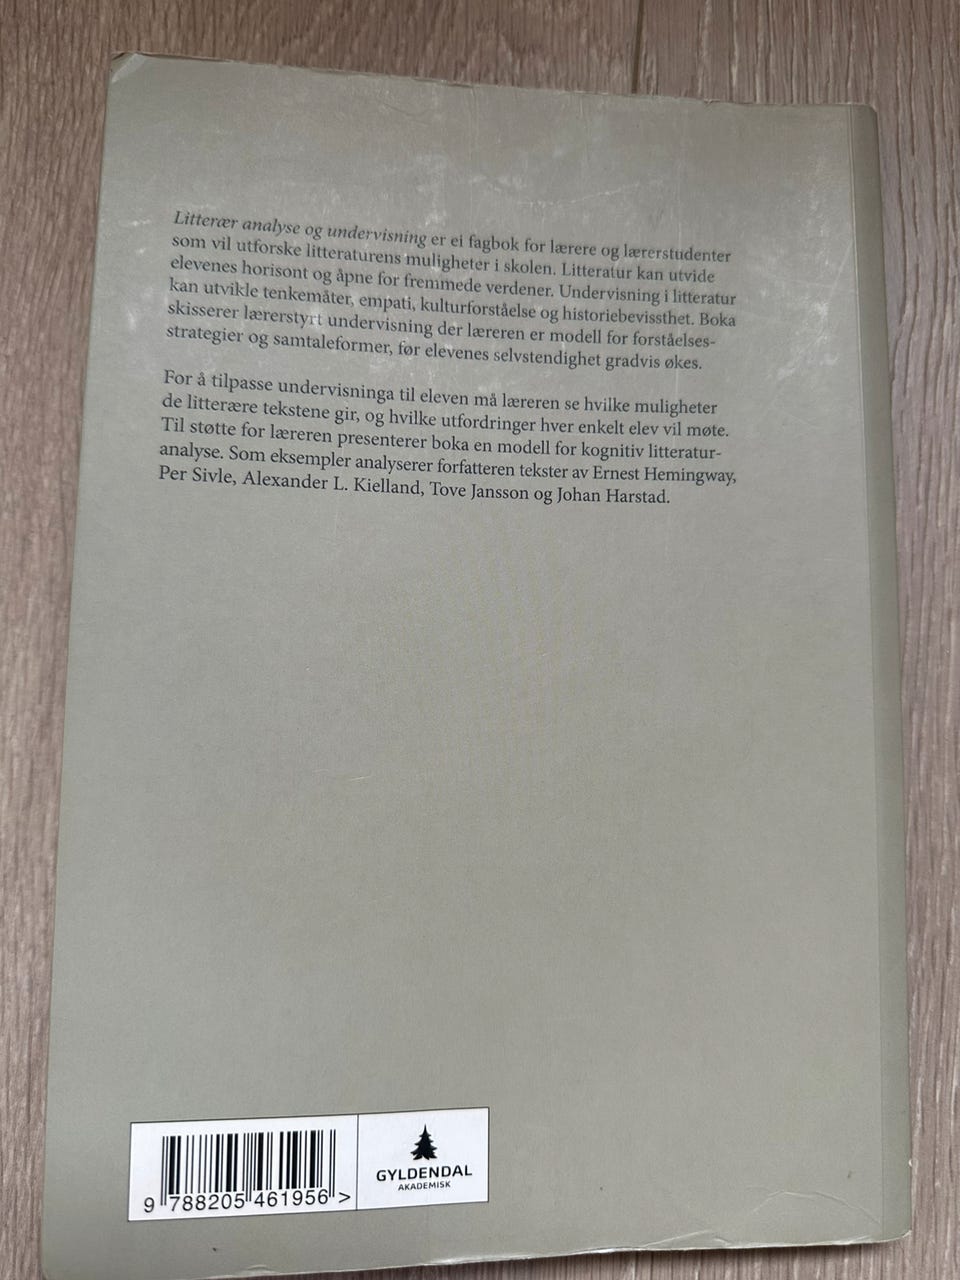 Litterær analyse og undervisning er ei fagbok for lærere og lærerstudenter
som vil utforske litteraturens muligheter i skolen. Litteratur kan utvide
elevenes horisont og åpne for fremmede verdener. Undervisning i litteratur
kan utvikle tenkemåter, empati, kulturforståelse og historiebevissthet. Boka
skisserer lærerstyrt undervisning der læreren er modell for forståelses-
strategier og samtaleformer, før elevenes selvstendighet gradvis økes.
For å tilpasse undervisninga til eleven må læreren se hvilke muligheter
de litterære tekstene gir, og hvilke utfordringer hver enkelt elev vil møte.
Til støtte for læreren presenterer boka en modell for kognitiv litteratur-
analyse. Som eksempler analyserer forfatteren tekster av Ernest Hemingway,
Per Sivle, Alexander L. Kielland, Tove Jansson og Johan Harstad.
9 788205 461956 >
GYLDENDAL
AKADEMISK